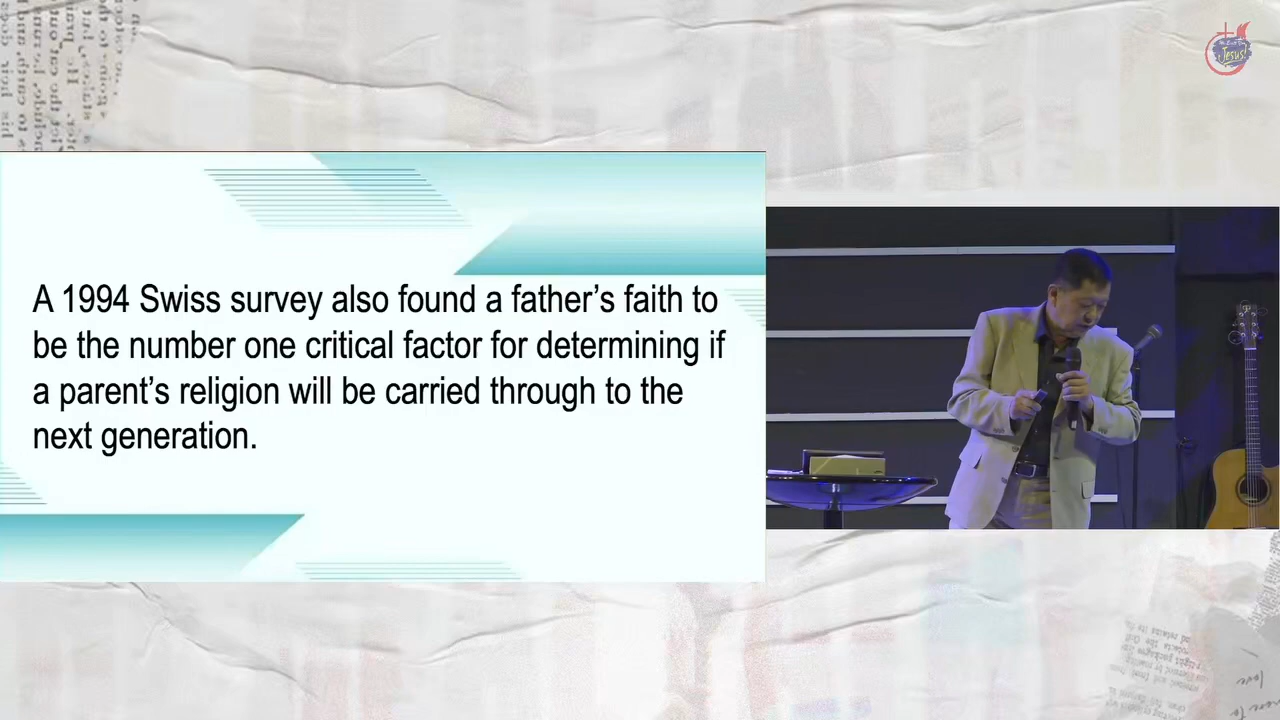 A 1994 Swiss survey also found a father’s faith to
be the number one critical factor for determining if
a parent’s religion will be carried through to the
next generation.
Jesus!